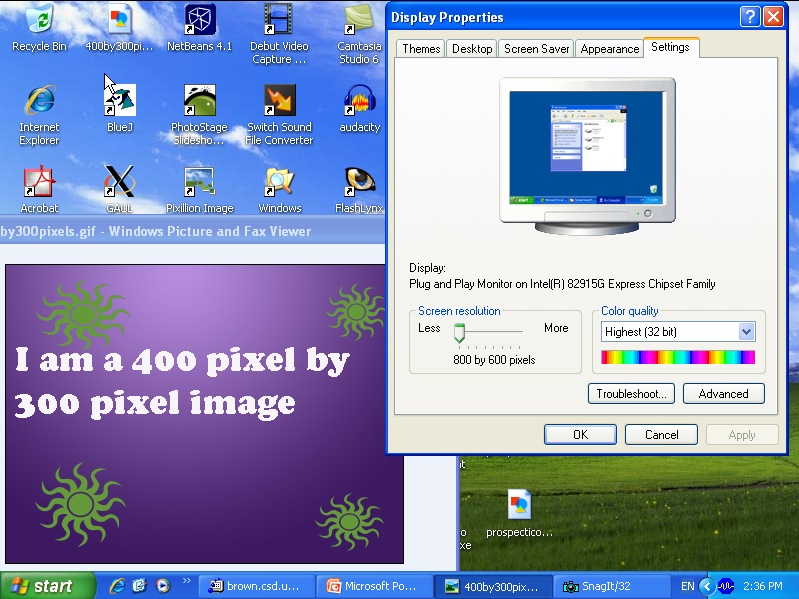 Recycle Bin
400by300pi...
NetBeans 4.1
Debut Video
Capture ...
Camtasia
Studio 6
Internet
Explorer
BlueJ
PhotoStage
Slidesho...
Switch Sound
File Converter
audacity
Acrobat
GAUL
Pixillion Image
Windows
FlashLynx
by300pixels.gif - Windows Picture and Fax Viewer
I am a 400 pixel by
300 pixel image
Display Properties
Themes
Desktop
Screen Saver
Appearance
Settings
Display:
Plug and Play Monitor on Intel(R) 82915G Express Chipset Family
Screen resolution
Less
More
800 by 600 pixels
Color quality
Highest (32 bit)
Troubleshoot...
Advanced
OK
Cancel
Apply
it
o
xe
prospectico...
start
brown.csd.u...
Microsoft Po...
400by300pix...
SnagIt/32
EN
2:36 PM